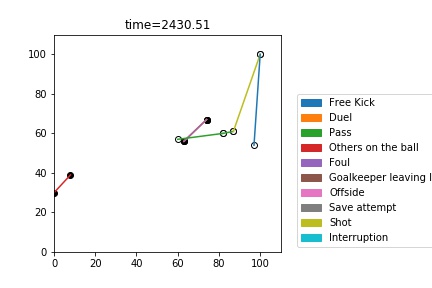 time=2430.51
100
80
60
40
20
0
0 20 40 60 80 100
Free Kick
Duel
Pass
Others on the ball
Foul
Goalkeeper leaving l
Offside
Save attempt
Shot
Interruption